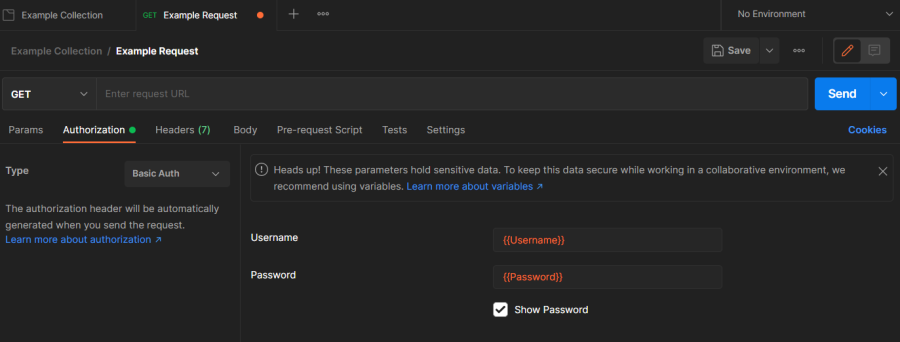 Example Collection GET Example Request No Environment
Example Collection / Example Request Save
GET Enter request URL Send
Params Authorization Headers (7) Body Pre-request Script Tests Settings Cookies
Type Basic Auth
Heads up! These parameters hold sensitive data. To keep this data secure while working in a collaborative environment, we
recommend using variables. Learn more about variables ↗
The authorization header will be automatically
generated when you send the request.
Learn more about authorization ↗
Username {{Username}}
Password {{Password}}
Show Password